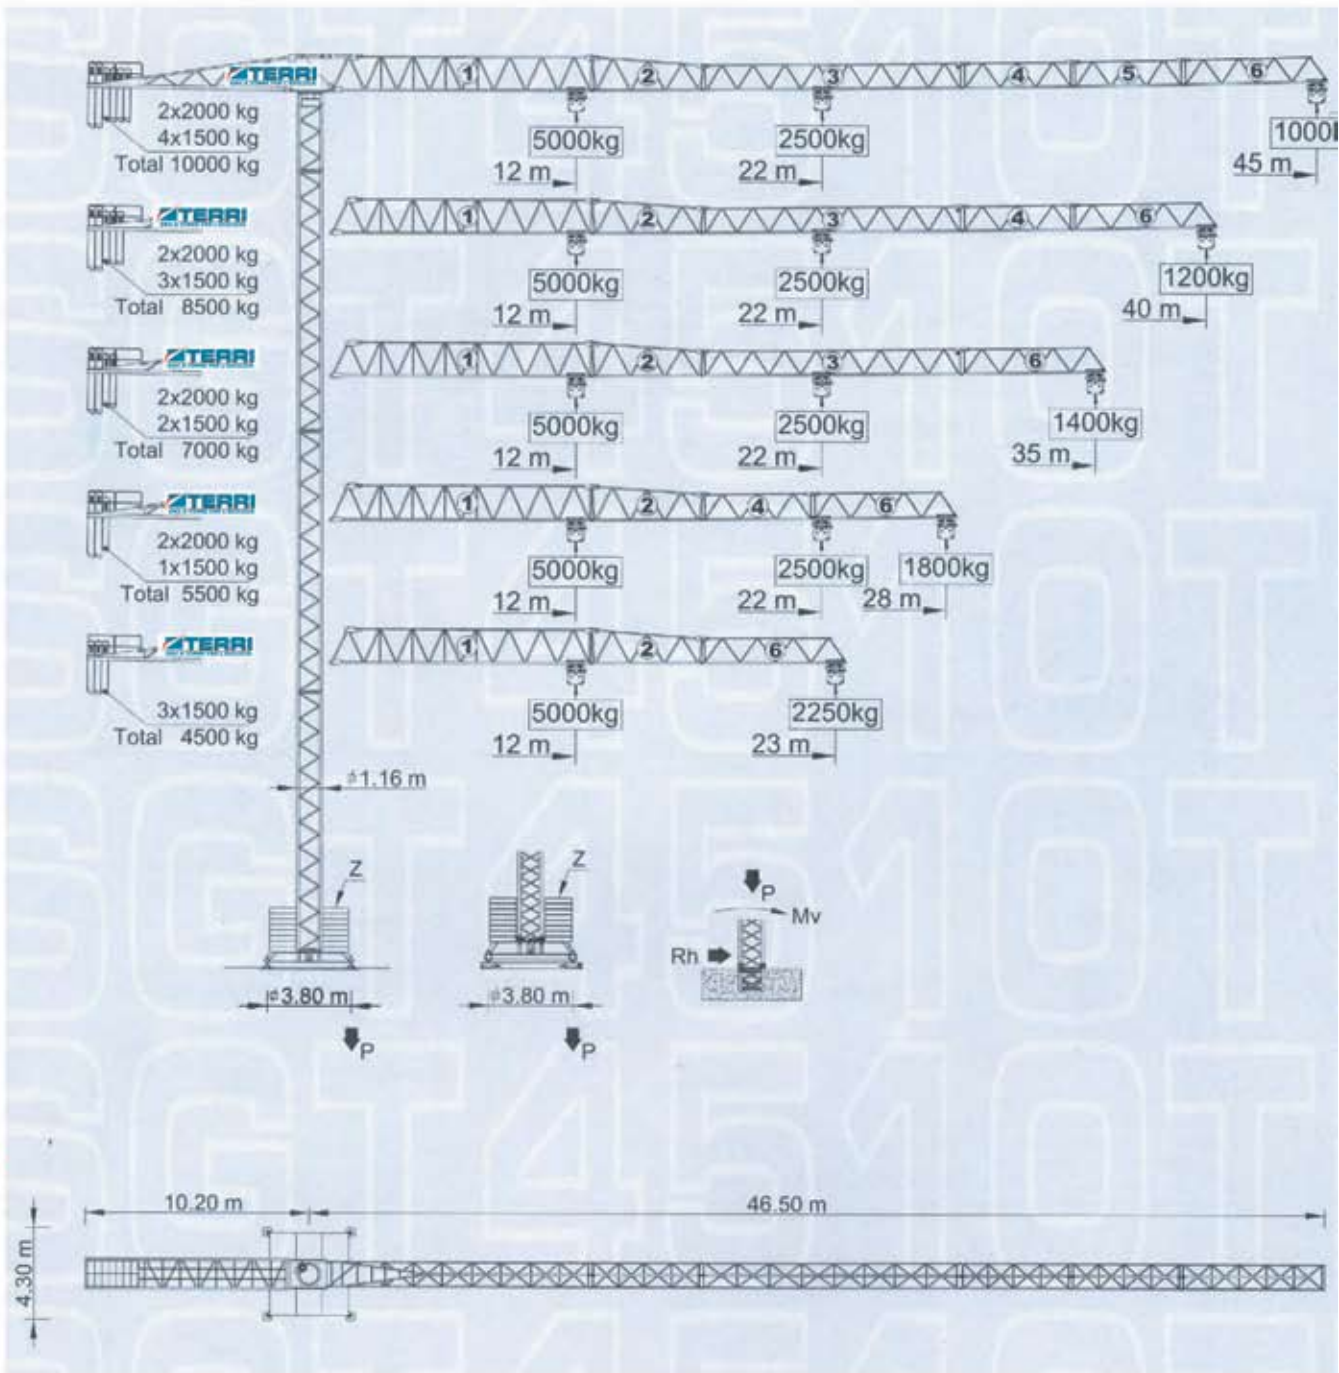 TERRI
1 2 3 4 5 6
2x2000 kg
4x1500 kg
Total 10000 kg
5000kg 2500kg 1000k
12 m 22 m 45 m
TERRI
1 2 3 4 6
2x2000 kg
3x1500 kg
Total 8500 kg
5000kg 2500kg 1200kg
12 m 22 m 40 m
TERRI
1 2 3 6
2x2000 kg
2x1500 kg
Total 7000 kg
5000kg 2500kg 1400kg
12 m 22 m 35 m
TERRI
1 2 4 6
2x2000 kg
1x1500 kg
Total 5500 kg
5000kg 2500kg 1800kg
12 m 22 m 28 m
TERRI
1 2 6
3x1500 kg
Total 4500 kg
5000kg 2250kg
12 m 23 m
ø1.16 m
Z Z
P
Mv
Rh
ø3.80 m ø3.80 m
P P
10.20 m 46.50 m
4.30 m
SGT4510T
SGT4510T
SGT4510T
SGT4510T